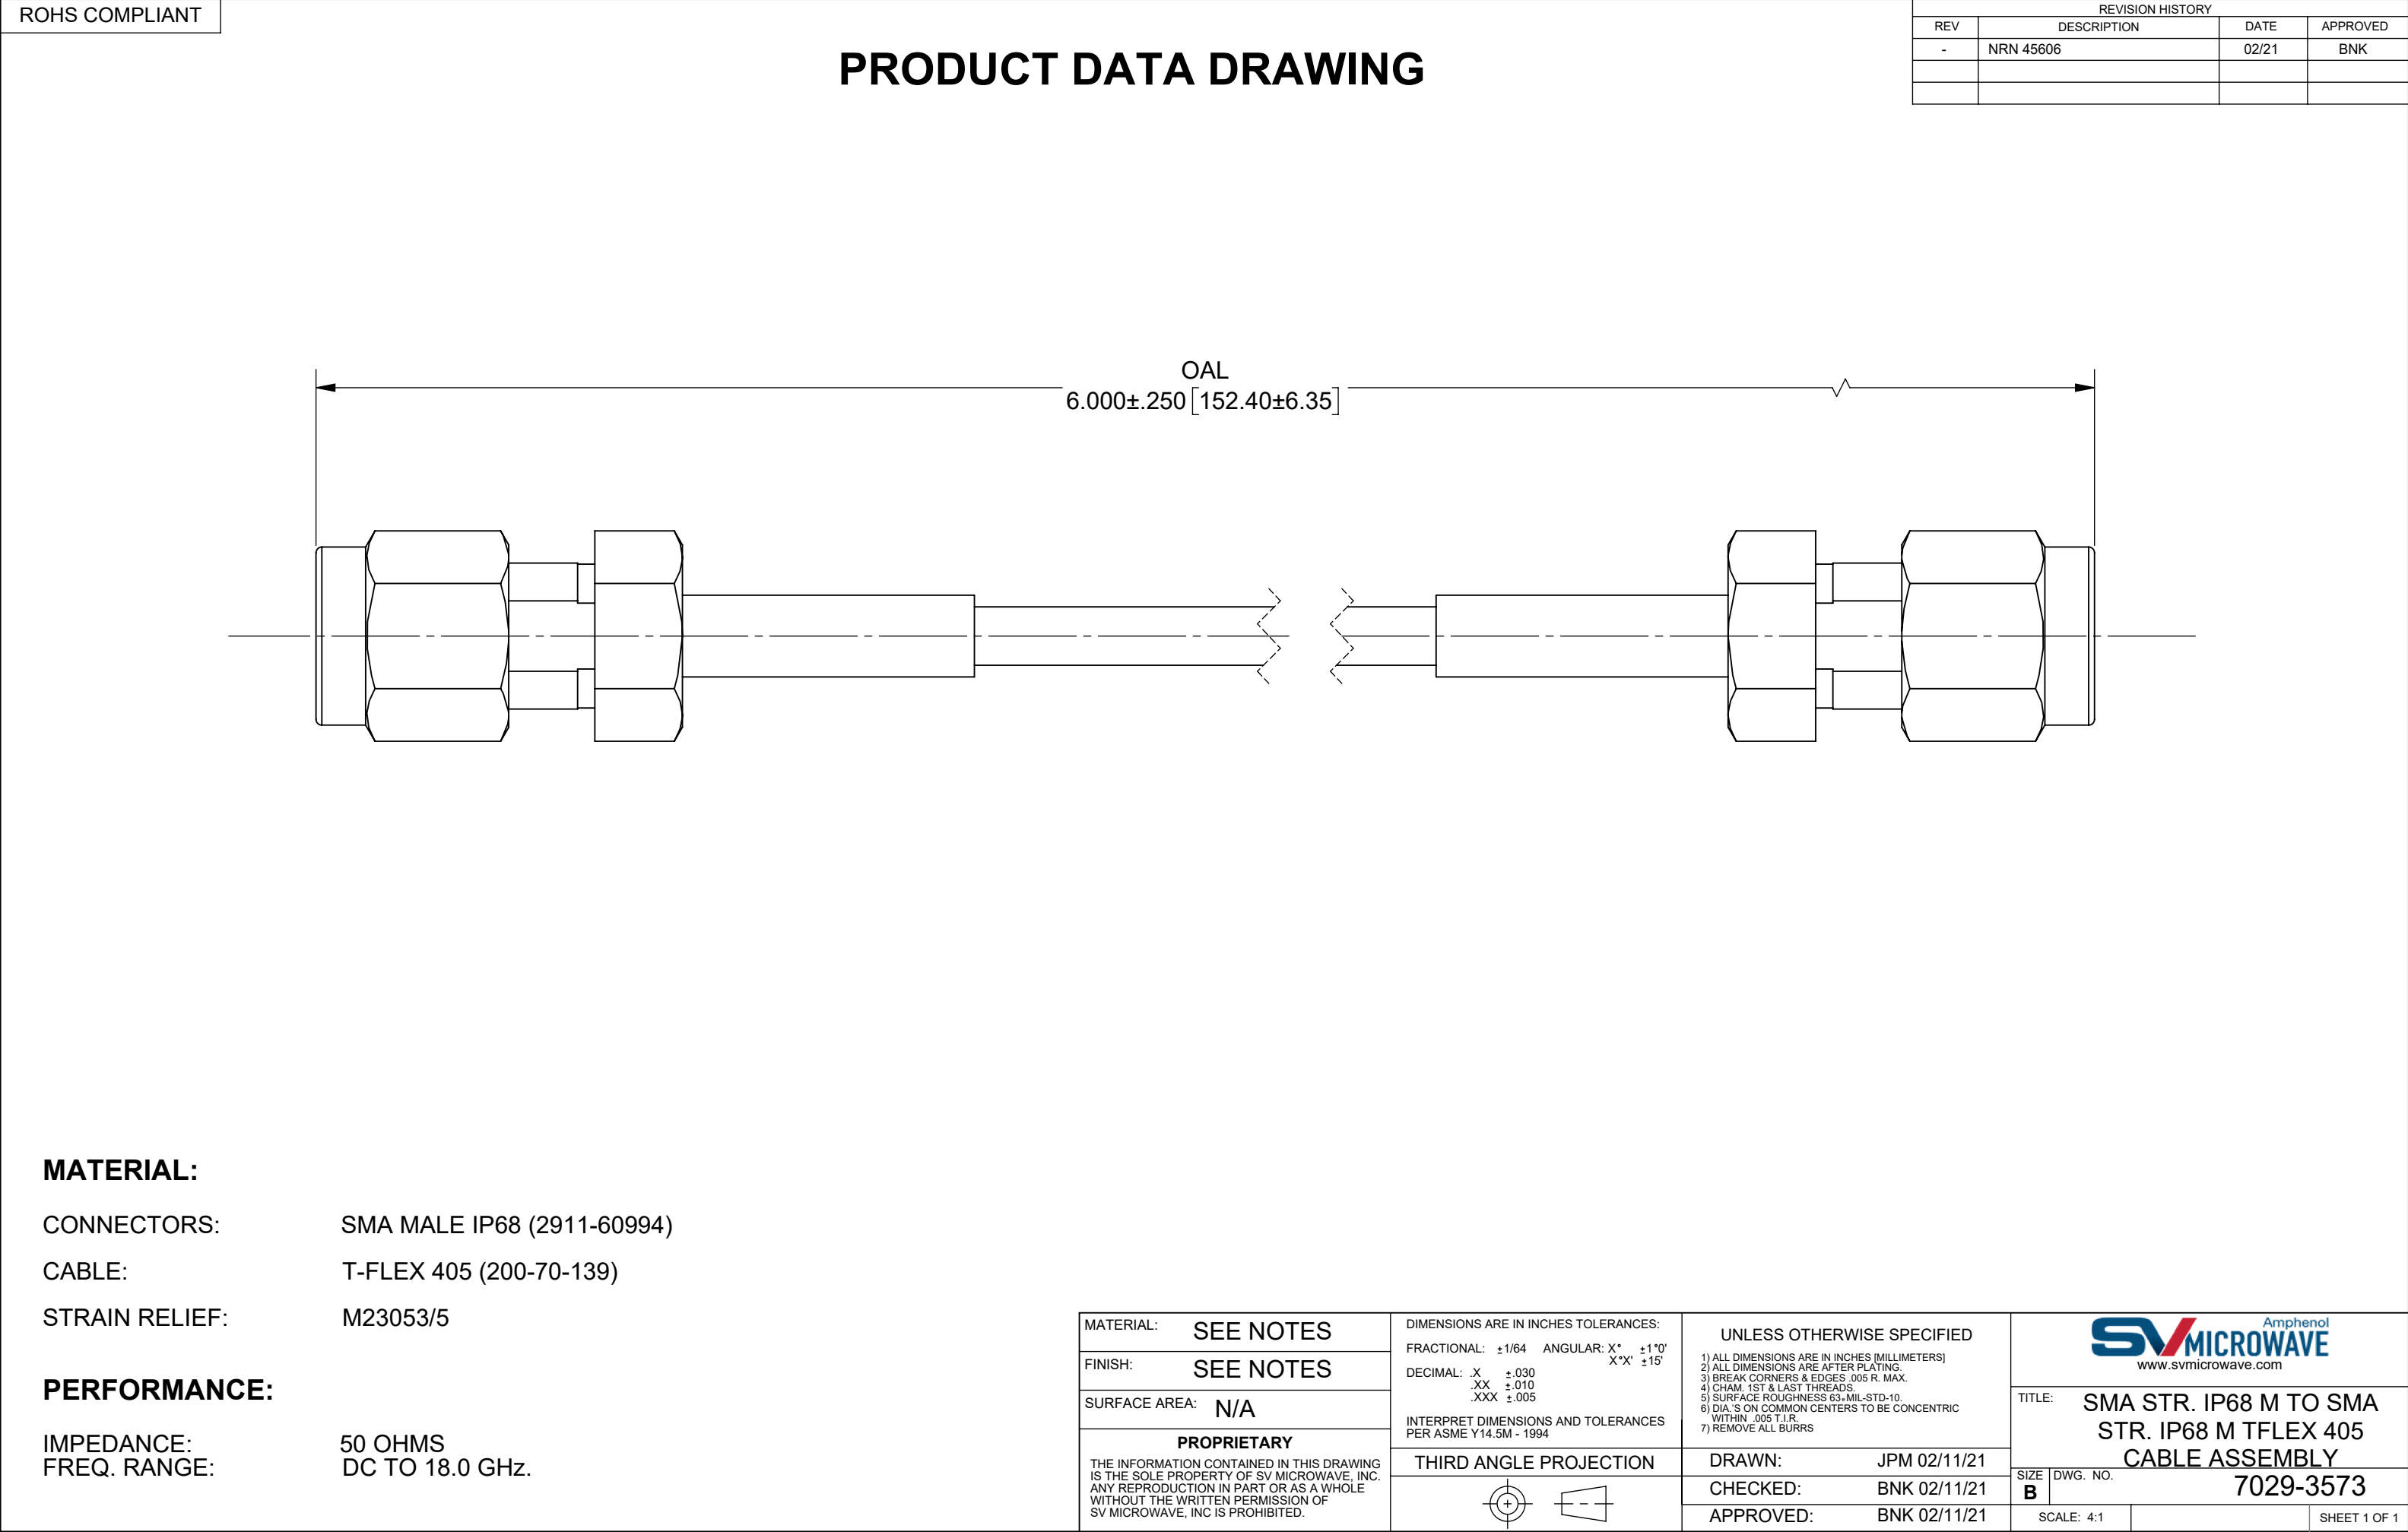 ROHS COMPLIANT
REVISION HISTORY
REV DESCRIPTION DATE APPROVED
- NRN 45606 02/21 BNK
PRODUCT DATA DRAWING
OAL
6.000±.250 [152.40±6.35]
MATERIAL:
CONNECTORS: SMA MALE IP68 (2911-60994)
CABLE: T-FLEX 405 (200-70-139)
STRAIN RELIEF: M23053/5
PERFORMANCE:
IMPEDANCE: 50 OHMS
FREQ. RANGE: DC TO 18.0 GHz.
MATERIAL: SEE NOTES
FINISH: SEE NOTES
SURFACE AREA: N/A
PROPRIETARY
THE INFORMATION CONTAINED IN THIS DRAWING
IS THE SOLE PROPERTY OF SV MICROWAVE, INC.
ANY REPRODUCTION IN PART OR AS A WHOLE
WITHOUT THE WRITTEN PERMISSION OF
SV MICROWAVE, INC IS PROHIBITED.
DIMENSIONS ARE IN INCHES TOLERANCES:
FRACTIONAL: ±1/64 ANGULAR: X° ±1°0'
X°X' ±15'
DECIMAL: .X ±.030
.XX ±.010
.XXX ±.005
INTERPRET DIMENSIONS AND TOLERANCES
PER ASME Y14.5M - 1994
THIRD ANGLE PROJECTION
UNLESS OTHERWISE SPECIFIED
1) ALL DIMENSIONS ARE IN INCHES [MILLIMETERS]
2) ALL DIMENSIONS ARE AFTER PLATING.
3) BREAK CORNERS & EDGES .005 R. MAX.
4) CHAM. 1ST & LAST THREADS.
5) SURFACE ROUGHNESS 63 MIL-STD-10.
6) DIA.'S ON COMMON CENTERS TO BE CONCENTRIC
WITHIN .005 T.I.R.
7) REMOVE ALL BURRS
DRAWN: JPM 02/11/21
CHECKED: BNK 02/11/21
APPROVED: BNK 02/11/21
Amphenol
SV MICROWAVE
www.svmicrowave.com
TITLE: SMA STR. IP68 M TO SMA
STR. IP68 M TFLEX 405
CABLE ASSEMBLY
SIZE DWG. NO.
B 7029-3573
SCALE: 4:1 SHEET 1 OF 1